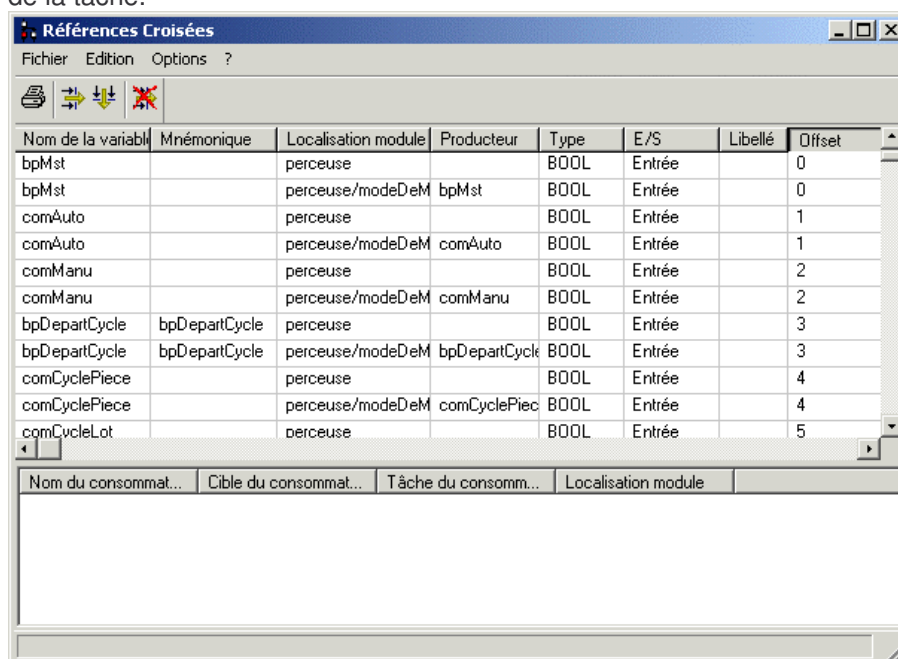 de la tâche.
Références Croisées
Fichier Edition Options ?
Nom de la variabl Mnémonique Localisation module Producteur Type E/S Libellé Offset
bpMst perceuse BOOL Entrée 0
bpMst perceuse/modeDeM bpMst BOOL Entrée 0
comAuto perceuse BOOL Entrée 1
comAuto perceuse/modeDeM comAuto BOOL Entrée 1
comManu perceuse BOOL Entrée 2
comManu perceuse/modeDeM comManu BOOL Entrée 2
bpDepartCycle bpDepartCycle perceuse BOOL Entrée 3
bpDepartCycle bpDepartCycle perceuse/modeDeM bpDepartCycle BOOL Entrée 3
comCyclePiece perceuse BOOL Entrée 4
comCyclePiece perceuse/modeDeM comCyclePiec BOOL Entrée 4
comCycleLot perceuse BOOL Entrée 5
Nom du consommat... Cible du consommat... Tâche du consomm... Localisation module